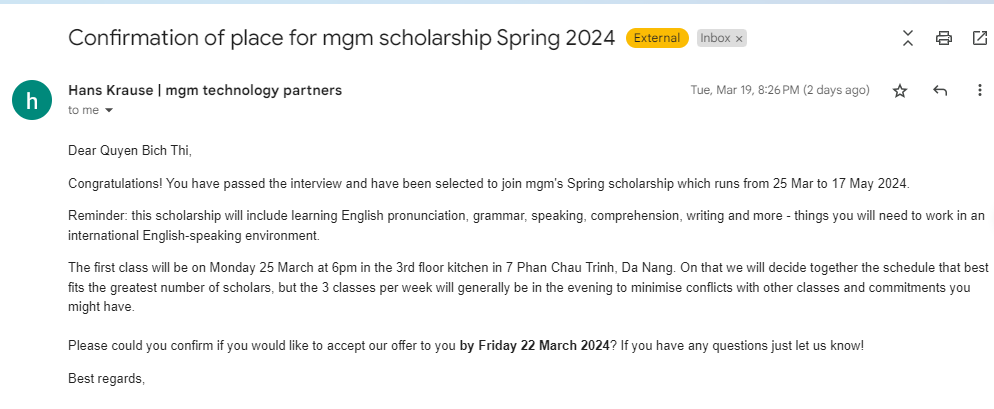 Confirmation of place for mgm scholarship Spring 2024 External Inbox ×
h
Hans Krause | mgm technology partners Tue, Mar 19, 8:26 PM (2 days ago)
to me
Dear Quyen Bich Thi,
Congratulations! You have passed the interview and have been selected to join mgm's Spring scholarship which runs from 25 Mar to 17 May 2024.
Reminder: this scholarship will include learning English pronunciation, grammar, speaking, comprehension, writing and more - things you will need to work in an
international English-speaking environment.
The first class will be on Monday 25 March at 6pm in the 3rd floor kitchen in 7 Phan Chau Trinh, Da Nang. On that we will decide together the schedule that best
fits the greatest number of scholars, but the 3 classes per week will generally be in the evening to minimise conflicts with other classes and commitments you
might have.
Please could you confirm if you would like to accept our offer to you by Friday 22 March 2024? If you have any questions just let us know!
Best regards,